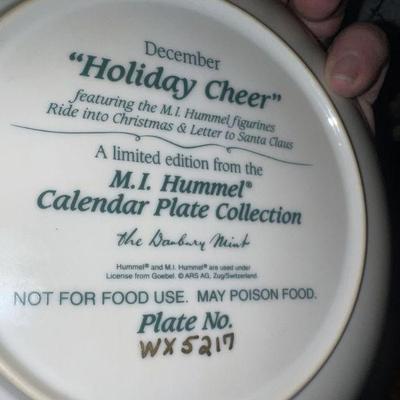 December
"Holiday Cheer"
featuring the M.I. Hummel figurines
Ride into Christmas & Letter to Santa Claus
A limited edition from the
M.I. Hummel®
Calendar Plate Collection
the Danbury Mint
Hummel® and M.I. Hummel® are used under
License from Goebel. © ARS AG, Zug/Switzerland.
NOT FOR FOOD USE. MAY POISON FOOD.
Plate No.
WX5217